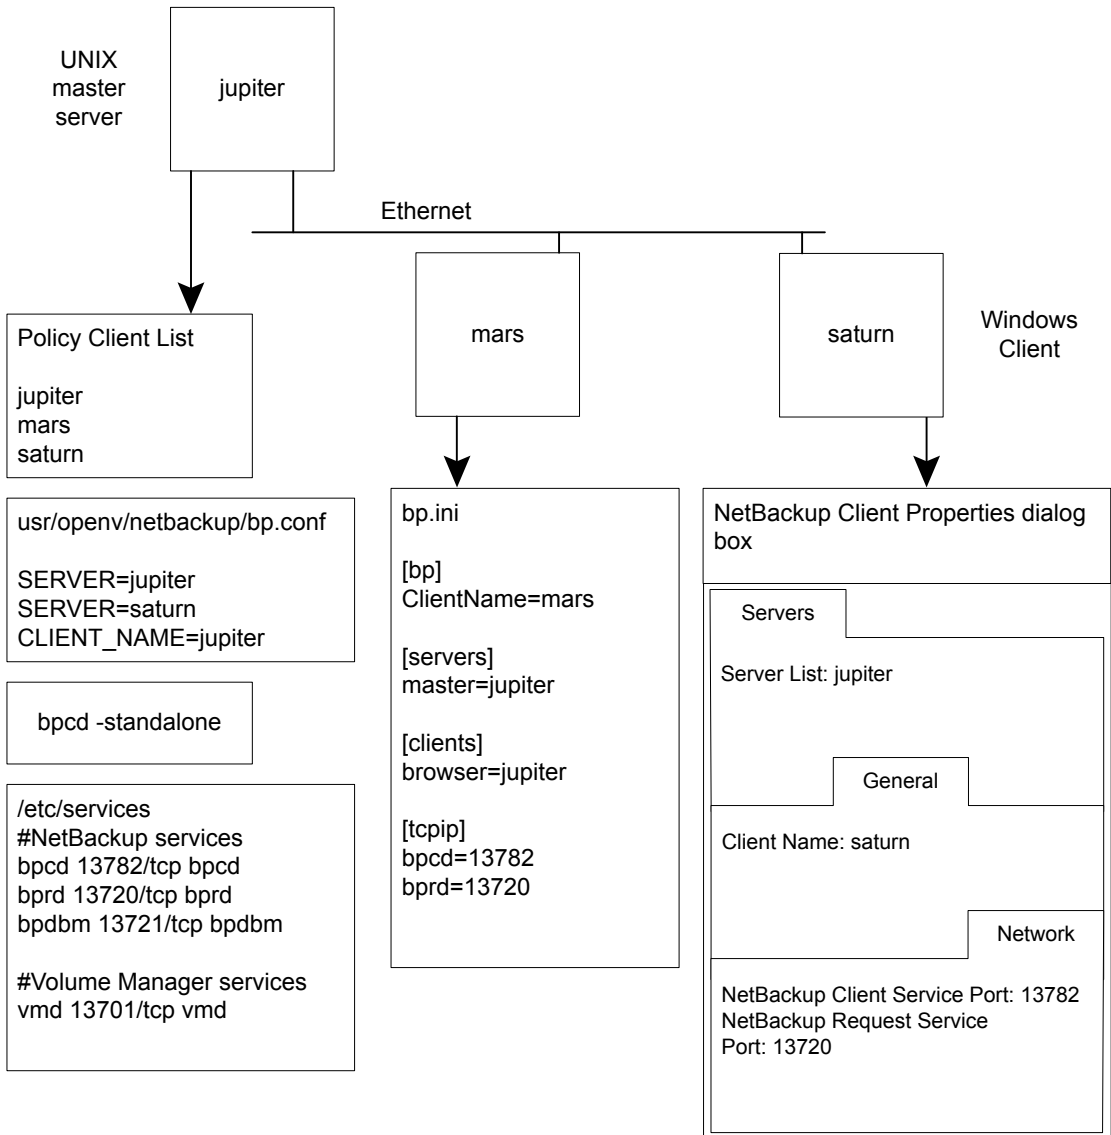 UNIX
master
server
jupiter
Ethernet
mars
saturn
Windows
Client
Policy Client List
jupiter
mars
saturn
usr/openv/netbackup/bp.conf
SERVER=jupiter
SERVER=saturn
CLIENT_NAME=jupiter
bpcd -standalone
/etc/services
#NetBackup services
bpcd 13782/tcp bpcd
bprd 13720/tcp bprd
bpdbm 13721/tcp bpdbm
#Volume Manager services
vmd 13701/tcp vmd
bp.ini
[bp]
ClientName=mars
[servers]
master=jupiter
[clients]
browser=jupiter
[tcpip]
bpcd=13782
bprd=13720
NetBackup Client Properties dialog
box
Servers
Server List: jupiter
General
Client Name: saturn
Network
NetBackup Client Service Port: 13782
NetBackup Request Service
Port: 13720